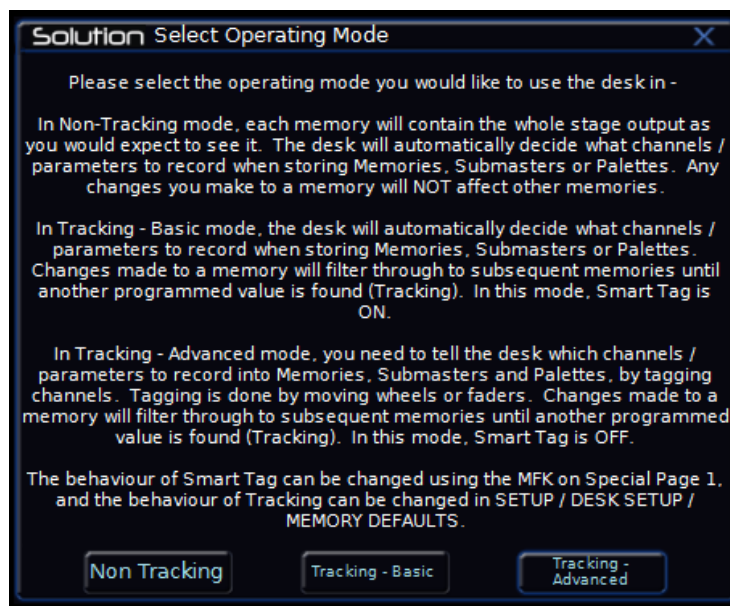 Solution Select Operating Mode X
Please select the operating mode you would like to use the desk in -
In Non-Tracking mode, each memory will contain the whole stage output as
you would expect to see it. The desk will automatically decide what channels /
parameters to record when storing Memories, Submasters or Palettes. Any
changes you make to a memory will NOT affect other memories.
In Tracking - Basic mode, the desk will automatically decide what channels /
parameters to record when storing Memories, Submasters or Palettes.
Changes made to a memory will filter through to subsequent memories until
another programmed value is found (Tracking). In this mode, Smart Tag is
ON.
In Tracking - Advanced mode, you need to tell the desk which channels /
parameters to record into Memories, Submasters and Palettes, by tagging
channels. Tagging is done by moving wheels or faders. Changes made to a
memory will filter through to subsequent memories until another programmed
value is found (Tracking). In this mode, Smart Tag is OFF.
The behaviour of Smart Tag can be changed using the MFK on Special Page 1,
and the behaviour of Tracking can be changed in SETUP / DESK SETUP /
MEMORY DEFAULTS.
Non Tracking
Tracking - Basic
Tracking -
Advanced